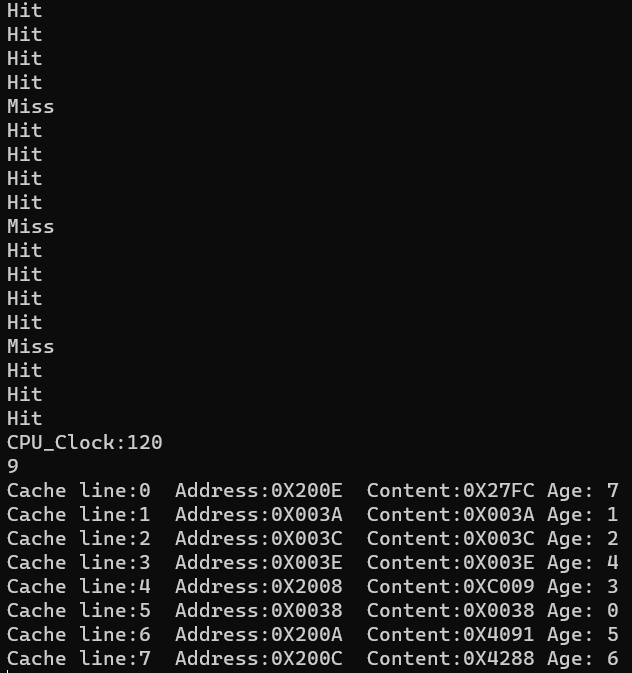 Hit
Hit
Hit
Hit
Miss
Hit
Hit
Hit
Hit
Miss
Hit
Hit
Hit
Hit
Miss
Hit
Hit
Hit
CPU_Clock:120
9
Cache line:0  Address:0X200E  Content:0X27FC Age: 7
Cache line:1  Address:0X003A  Content:0X003A Age: 1
Cache line:2  Address:0X003C  Content:0X003C Age: 2
Cache line:3  Address:0X003E  Content:0X003E Age: 4
Cache line:4  Address:0X2008  Content:0XC009 Age: 3
Cache line:5  Address:0X0038  Content:0X0038 Age: 0
Cache line:6  Address:0X200A  Content:0X4091 Age: 5
Cache line:7  Address:0X200C  Content:0X4288 Age: 6